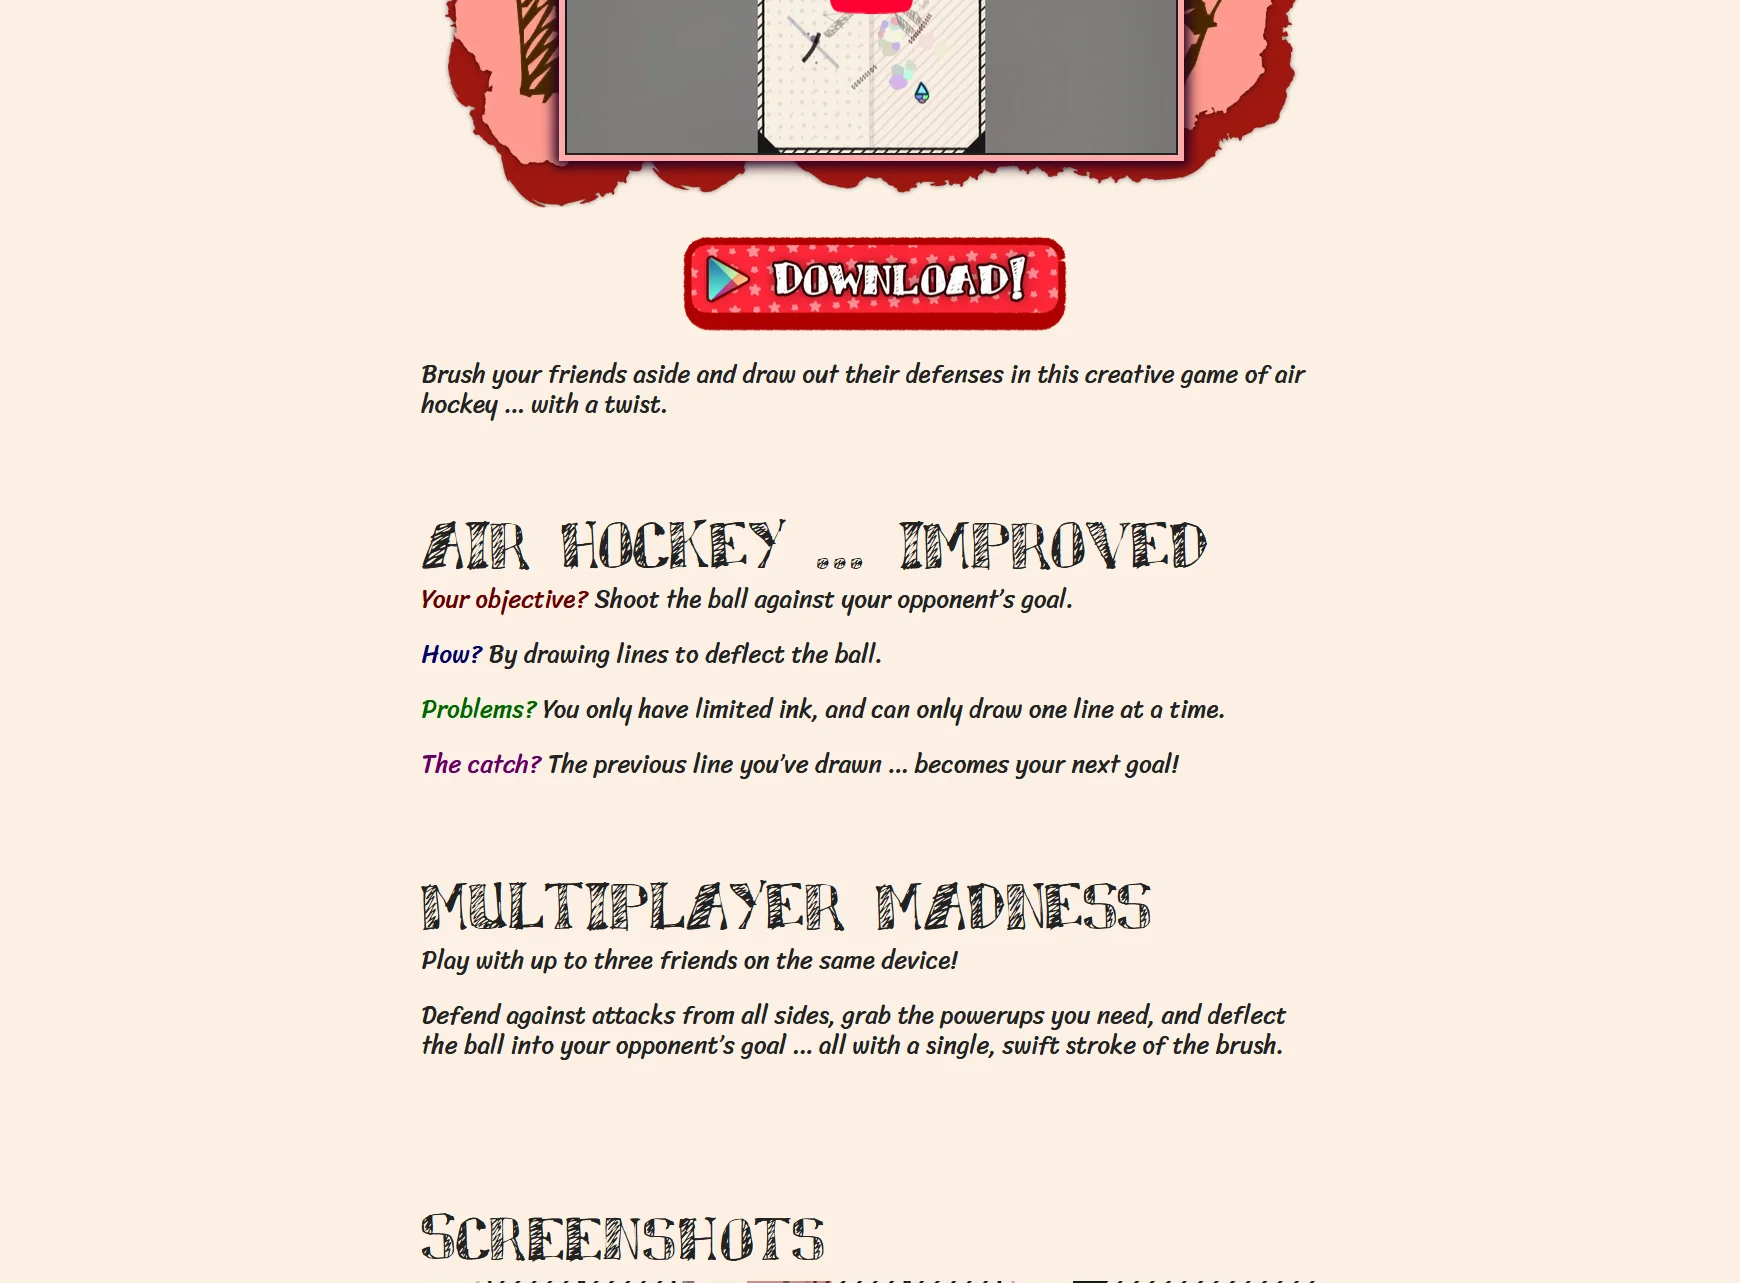 DOWNLOAD!
Brush your friends aside and draw out their defenses in this creative game of air
hockey ... with a twist.
AIR HOCKEY ... IMPROVED
Your objective? Shoot the ball against your opponent's goal.
How? By drawing lines to deflect the ball.
Problems? You only have limited ink, and can only draw one line at a time.
The catch? The previous line you've drawn ... becomes your next goal!
MULTIPLAYER MADNESS
Play with up to three friends on the same device!
Defend against attacks from all sides, grab the powerups you need, and deflect
the ball into your opponent's goal ... all with a single, swift stroke of the brush.
SCREENSHOTS